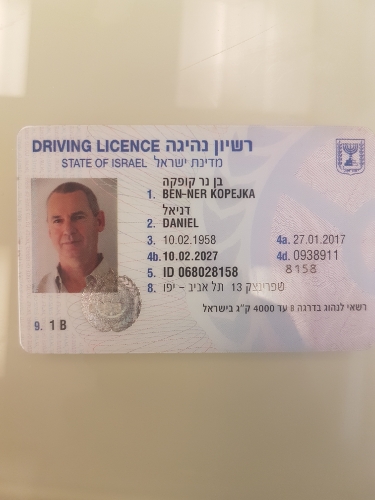 DRIVING LICENCE רשיון נהיגה
STATE OF ISRAEL מדינת ישראל
בן נר קופקה
1. BEN-NER KOPEJKA
דניאל
2. DANIEL
3. 10.02.1958 4a. 27.01.2017
4b. 10.02.2027 4d. 0938911
5. ID 068028158 8158
8. שפרינצק 13 תל אביב - יפו
רשאי לנהוג בדרגה B עד 4000 ק"ג בישראל
9. 1 B